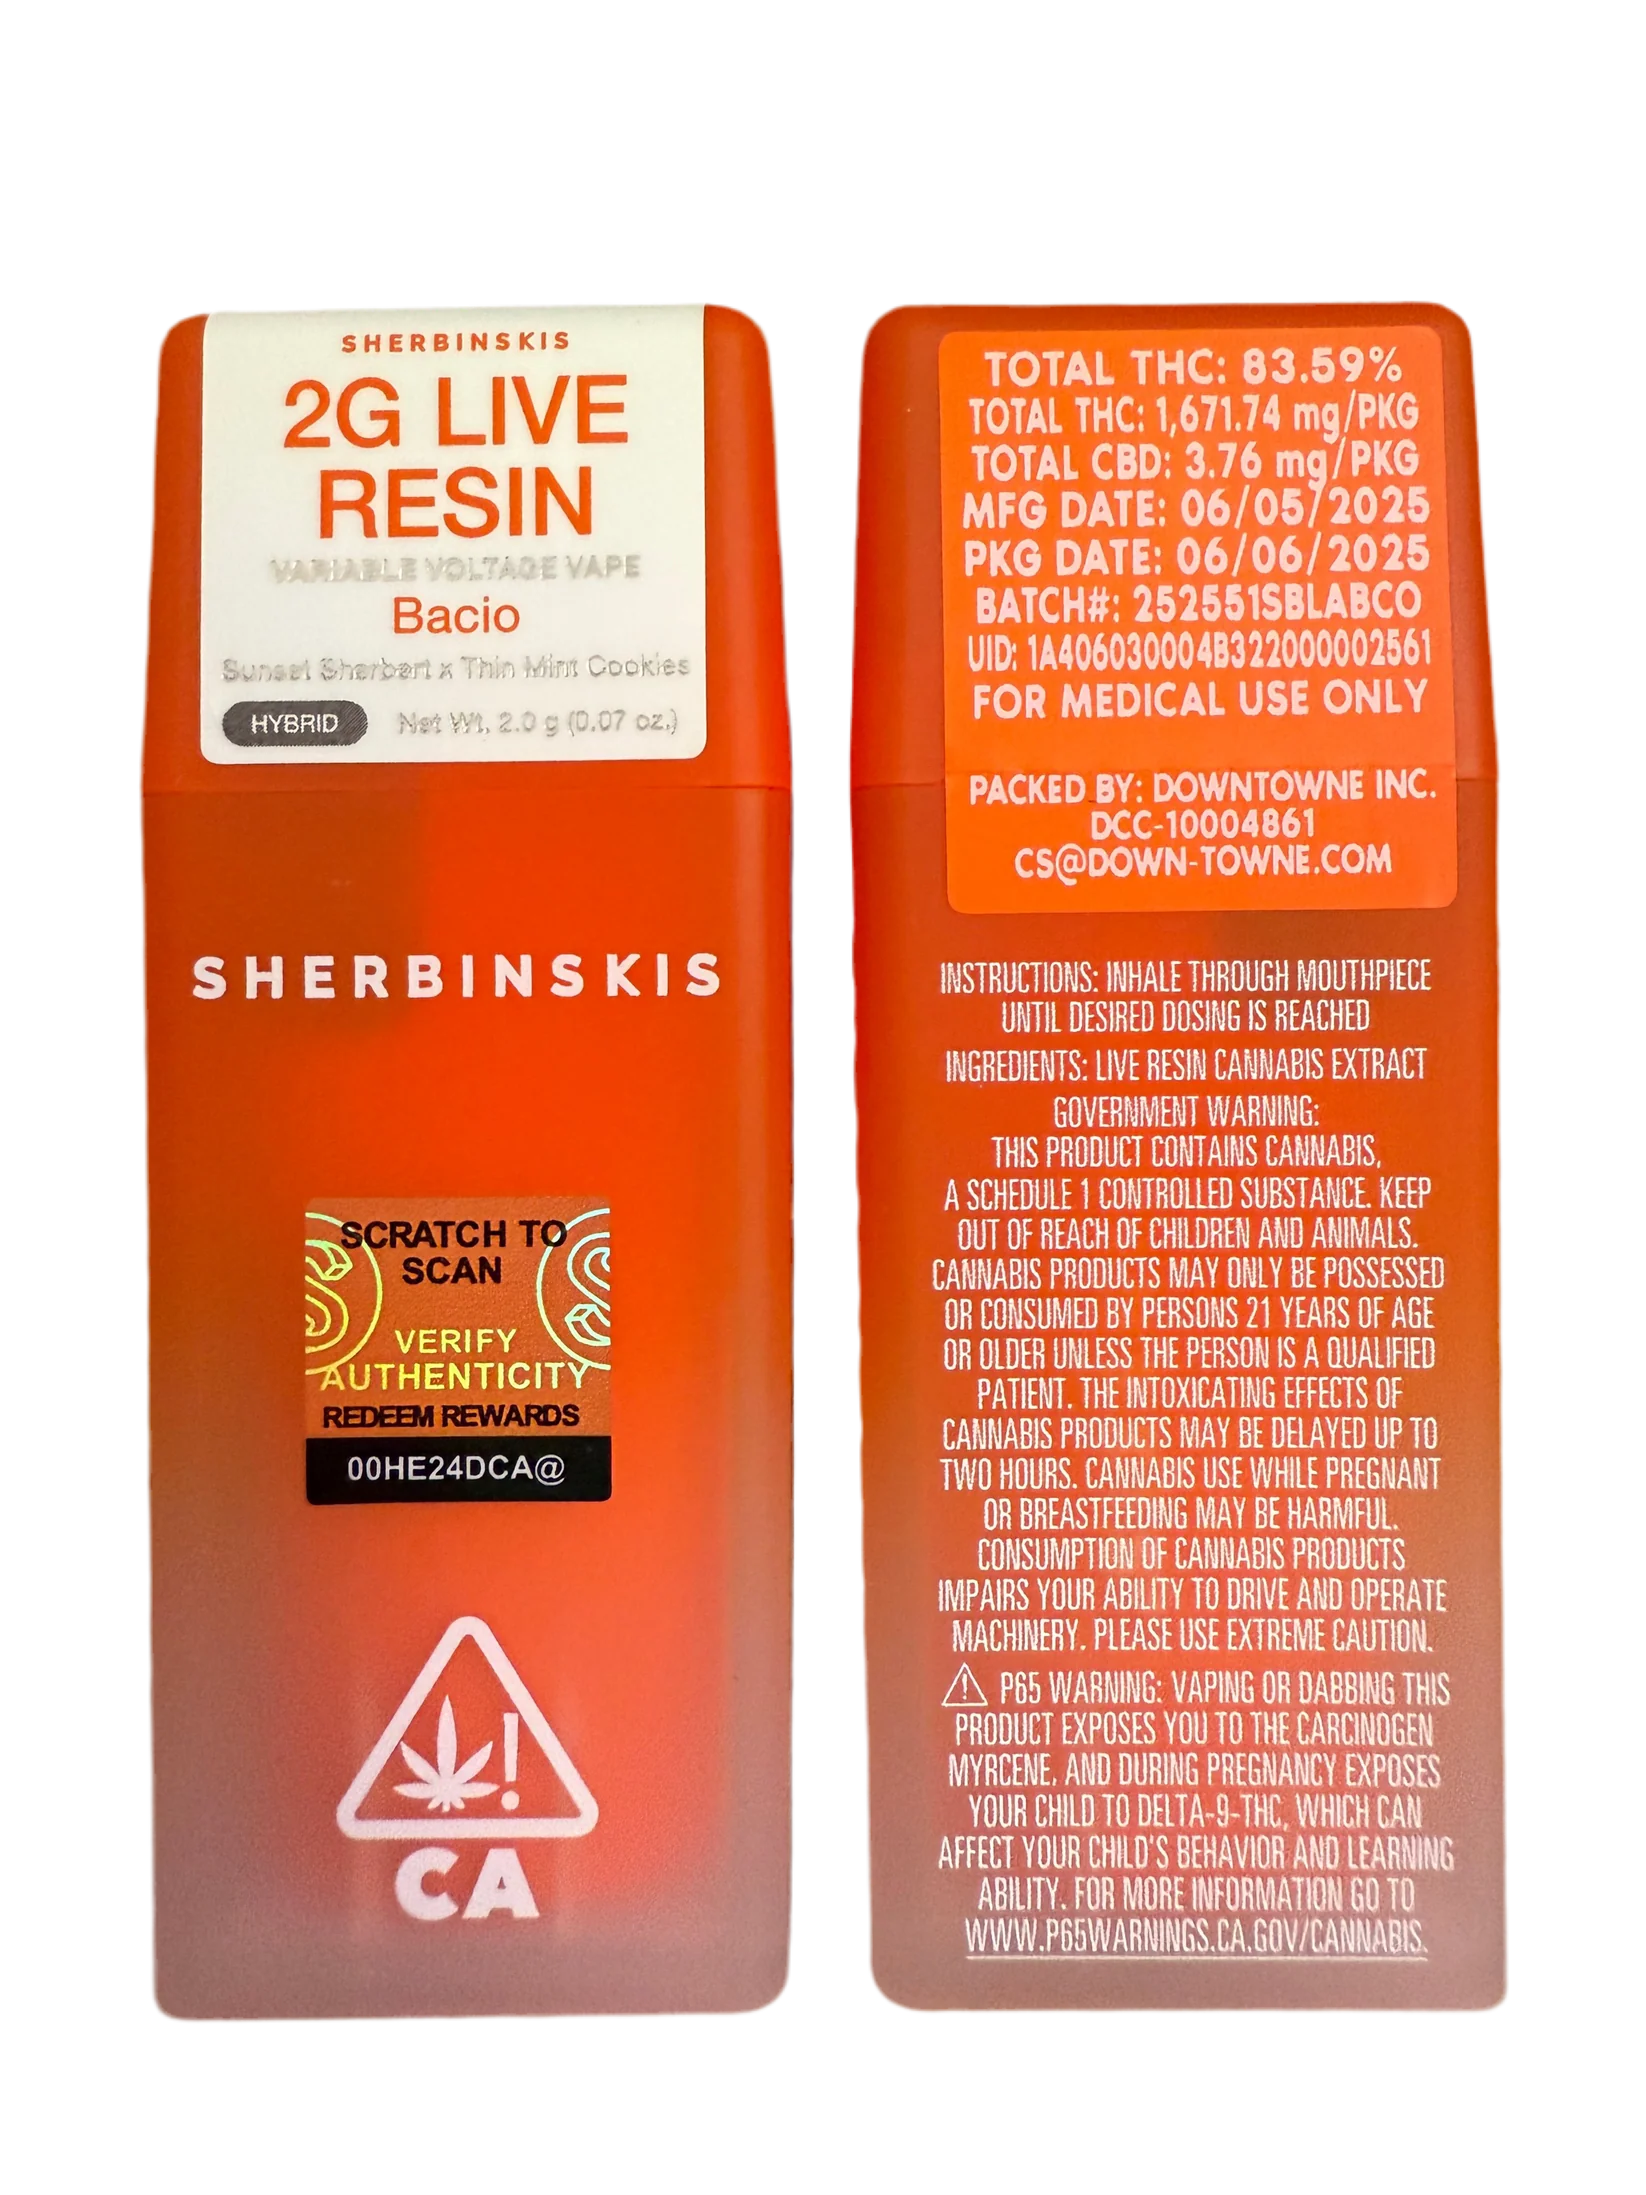 SHERBINSKIS
2G LIVE
RESIN
VARIABLE VOLTAGE VAPE
Bacio
Sunset Sherbert x Thin Mint Cookies
HYBRID Net Wt. 2.0 g (0.07 oz.)
SHERBINSKIS
SCRATCH TO
SCAN
VERIFY
AUTHENTICITY
REDEEM REWARDS
00HE24DCA@
CA
TOTAL THC: 83.59%
TOTAL THC: 1,671.74 mg/PKG
TOTAL CBD: 3.76 mg/PKG
MFG DATE: 06/05/2025
PKG DATE: 06/06/2025
BATCH#: 252551SBLABCO
UID: 1A406030004B322000002561
FOR MEDICAL USE ONLY
PACKED BY: DOWNTOWNE INC.
DCC-10004861
CS@DOWN-TOWNE.COM
INSTRUCTIONS: INHALE THROUGH MOUTHPIECE
UNTIL DESIRED DOSING IS REACHED
INGREDIENTS: LIVE RESIN CANNABIS EXTRACT
GOVERNMENT WARNING:
THIS PRODUCT CONTAINS CANNABIS,
A SCHEDULE 1 CONTROLLED SUBSTANCE. KEEP
OUT OF REACH OF CHILDREN AND ANIMALS.
CANNABIS PRODUCTS MAY ONLY BE POSSESSED
OR CONSUMED BY PERSONS 21 YEARS OF AGE
OR OLDER UNLESS THE PERSON IS A QUALIFIED
PATIENT. THE INTOXICATING EFFECTS OF
CANNABIS PRODUCTS MAY BE DELAYED UP TO
TWO HOURS. CANNABIS USE WHILE PREGNANT
OR BREASTFEEDING MAY BE HARMFUL.
CONSUMPTION OF CANNABIS PRODUCTS
IMPAIRS YOUR ABILITY TO DRIVE AND OPERATE
MACHINERY. PLEASE USE EXTREME CAUTION.
P65 WARNING: VAPING OR DABBING THIS
PRODUCT EXPOSES YOU TO THE CARCINOGEN
MYRCENE. AND DURING PREGNANCY EXPOSES
YOUR CHILD TO DELTA-9-THC, WHICH CAN
AFFECT YOUR CHILD'S BEHAVIOR AND LEARNING
ABILITY. FOR MORE INFORMATION GO TO
WWW.P65WARNINGS.CA.GOV/CANNABIS.